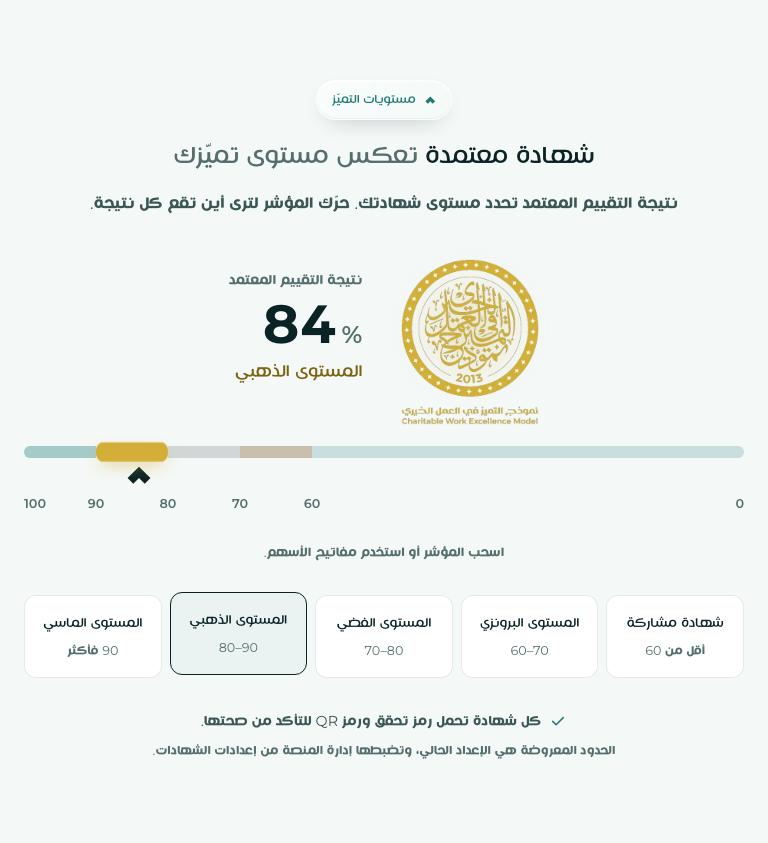 مستويات التميّز
شهادة معتمدة تعكس مستوى تميّزك
نتيجة التقييم المعتمد تحدد مستوى شهادتك. حرّك المؤشر لترى أين تقع كل نتيجة.
2013
نموذج التميز في العمل الخيري
Charitable Work Excellence Model
نتيجة التقييم المعتمد
84 %
المستوى الذهبي
0 60 70 80 90 100
اسحب المؤشر أو استخدم مفاتيح الأسهم.
شهادة مشاركة
أقل من 60
المستوى البرونزي
60–70
المستوى الفضي
70–80
المستوى الذهبي
80–90
المستوى الماسي
90 فأكثر
كل شهادة تحمل رمز تحقق ورمز QR للتأكد من صحتها.
الحدود المعروضة هي الإعداد الحالي، وتضبطها إدارة المنصة من إعدادات الشهادات.